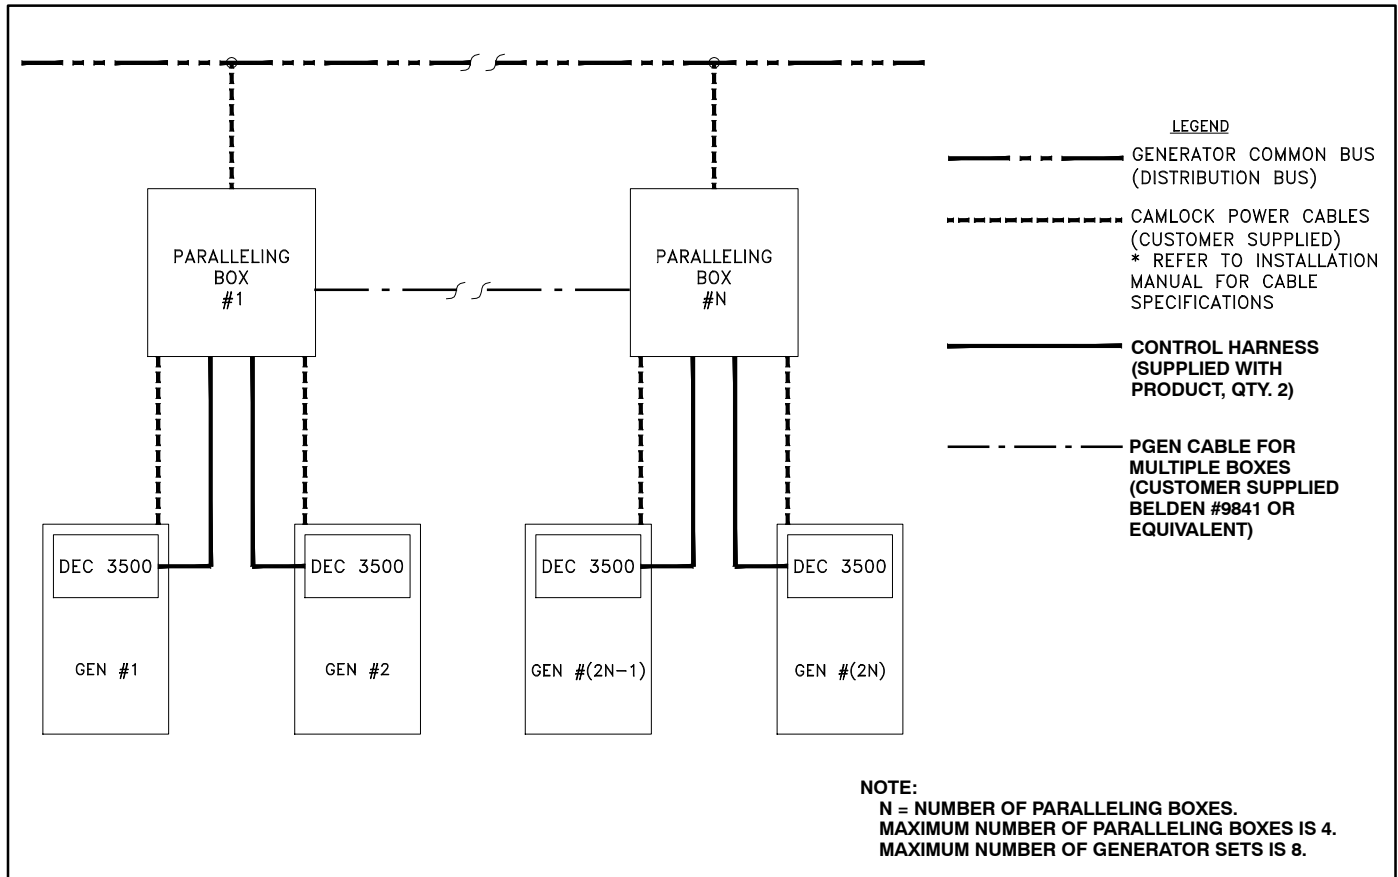 PARALLELING
BOX
#1
PARALLELING
BOX
#N
DEC 3500
GEN #1
DEC 3500
GEN #2
DEC 3500
GEN #(2N-1)
DEC 3500
GEN #(2N)
LEGEND
GENERATOR COMMON BUS
(DISTRIBUTION BUS)
CAMLOCK POWER CABLES
(CUSTOMER SUPPLIED)
* REFER TO INSTALLATION
MANUAL FOR CABLE
SPECIFICATIONS
CONTROL HARNESS
(SUPPLIED WITH
PRODUCT, QTY. 2)
PGEN CABLE FOR
MULTIPLE BOXES
(CUSTOMER SUPPLIED
BELDEN #9841 OR
EQUIVALENT)
NOTE:
N = NUMBER OF PARALLELING BOXES.
MAXIMUM NUMBER OF PARALLELING BOXES IS 4.
MAXIMUM NUMBER OF GENERATOR SETS IS 8.